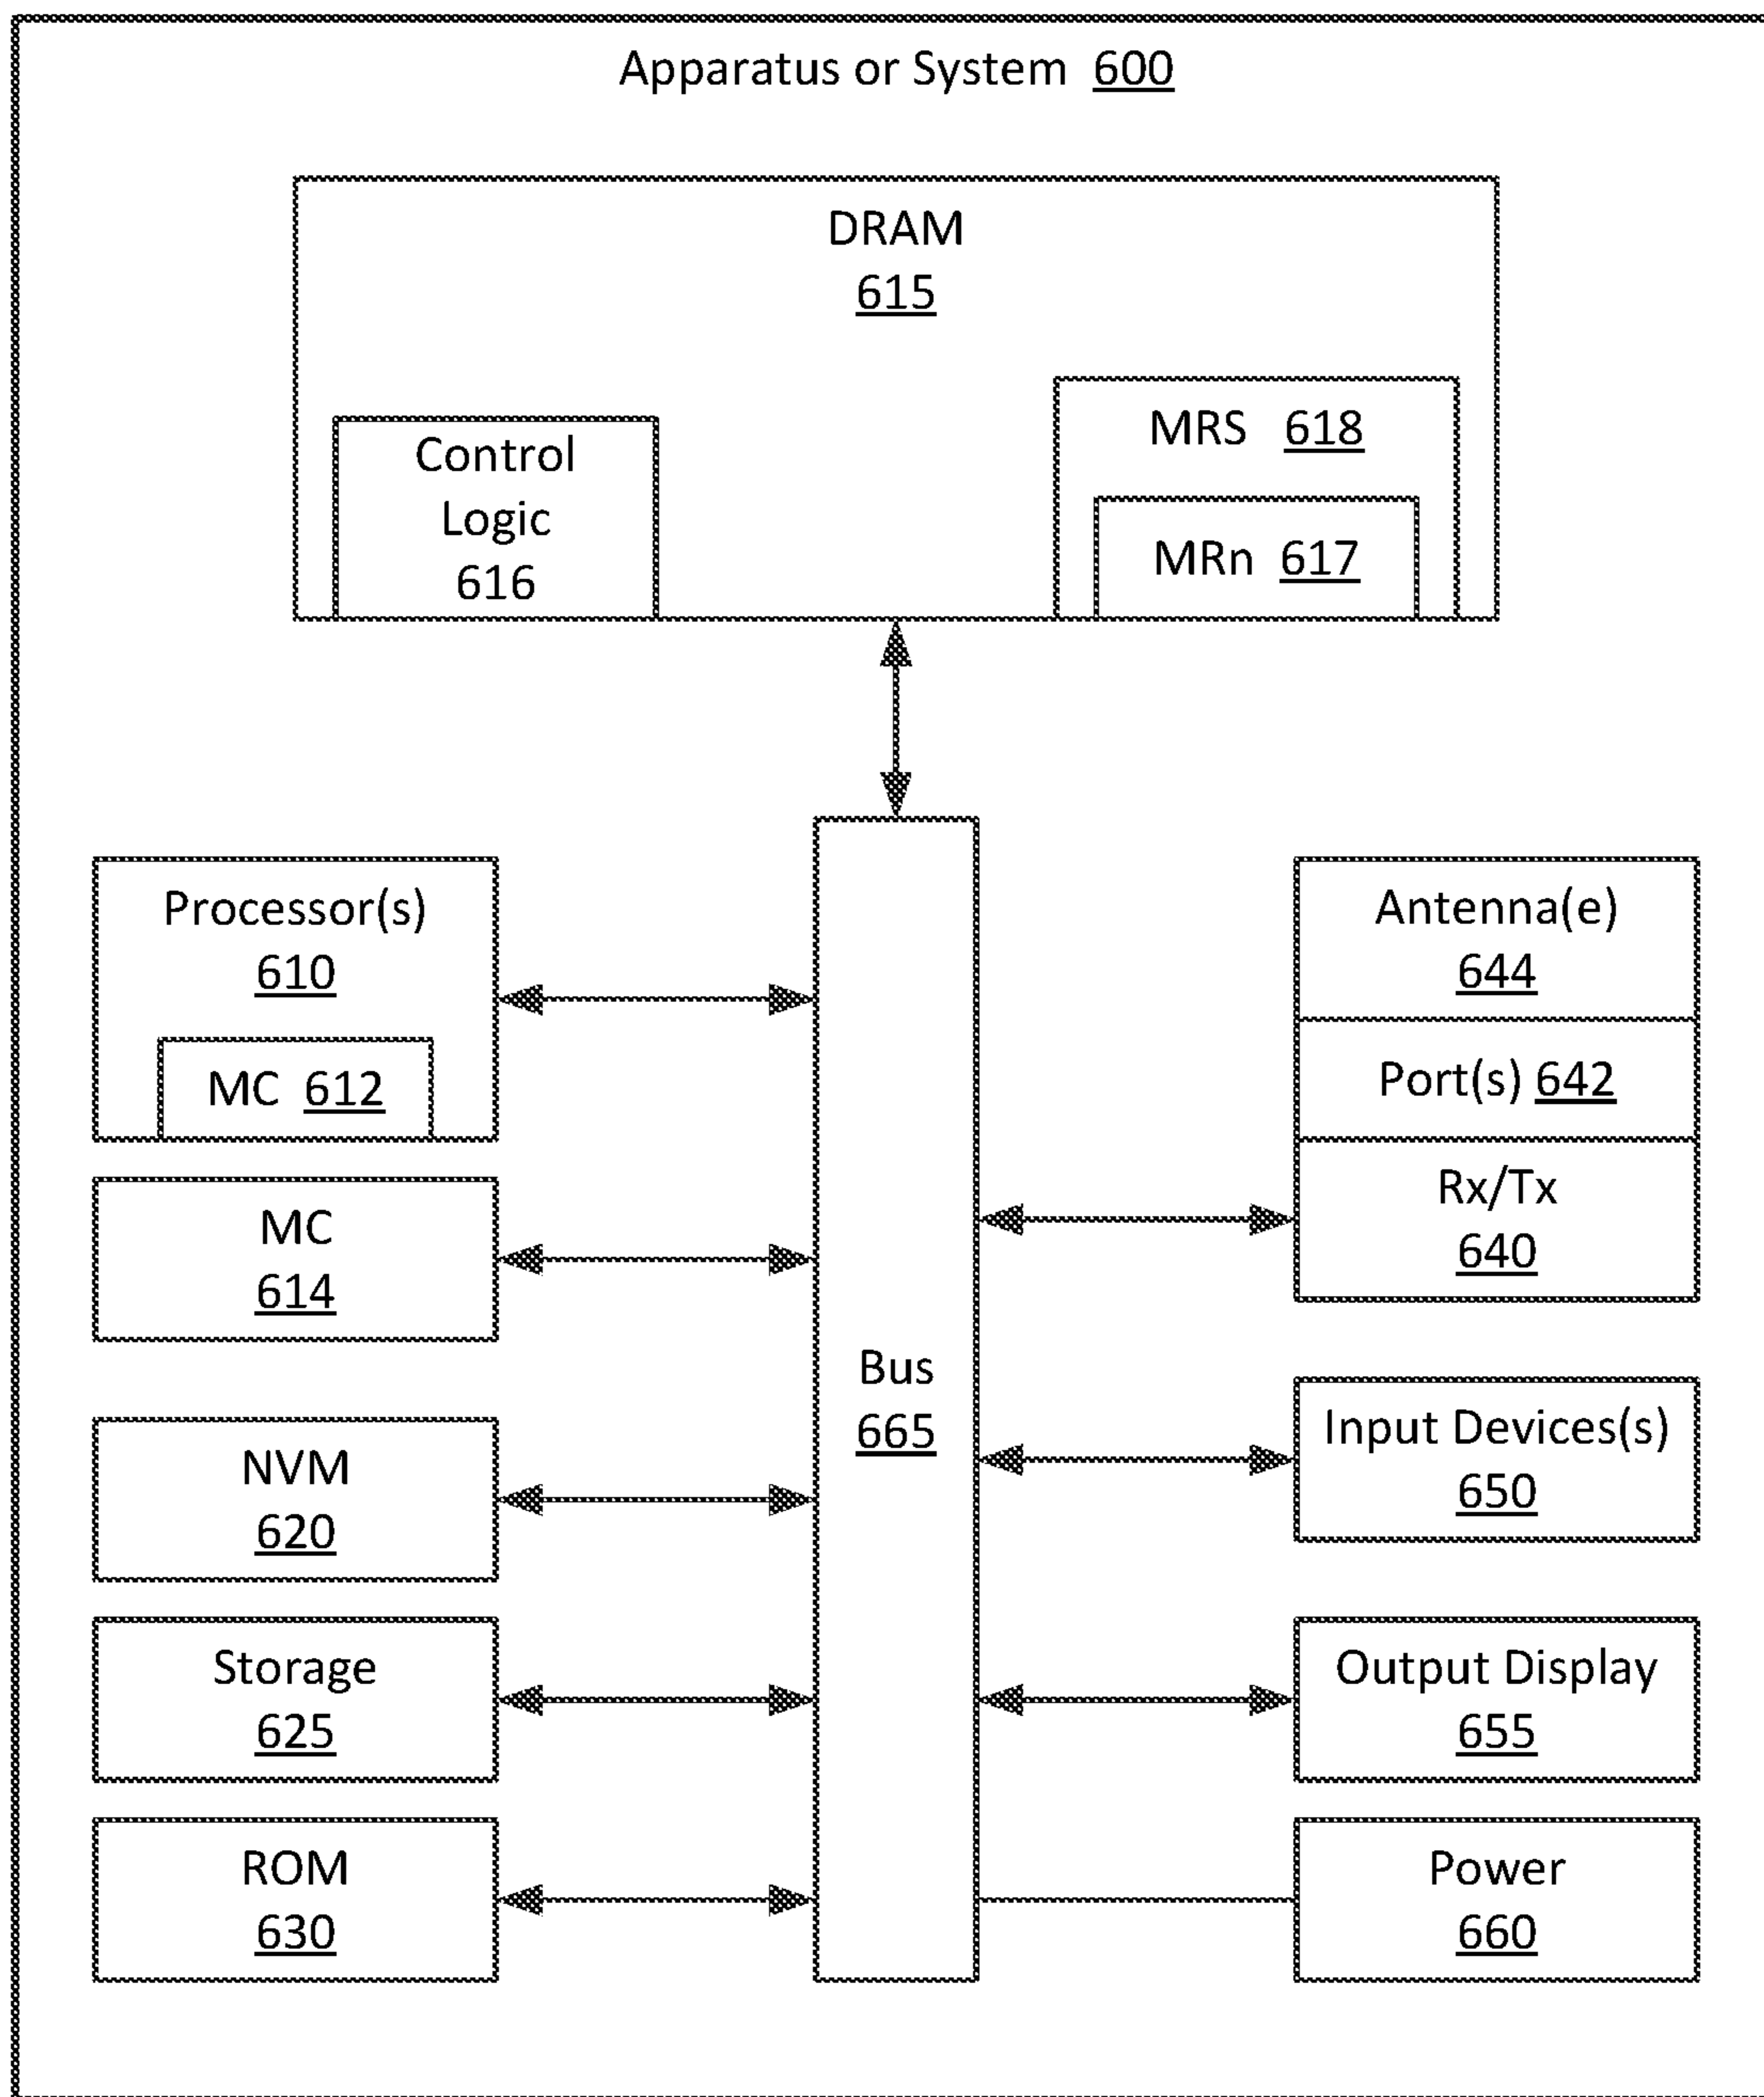 Apparatus or System 600
DRAM
615
Control
Logic
616
MRS 618
MRn 617
Processor(s)
610
MC 612
MC
614
NVM
620
Storage
625
ROM
630
Bus
665
Antenna(e)
644
Port(s) 642
Rx/Tx
640
Input Devices(s)
650
Output Display
655
Power
660